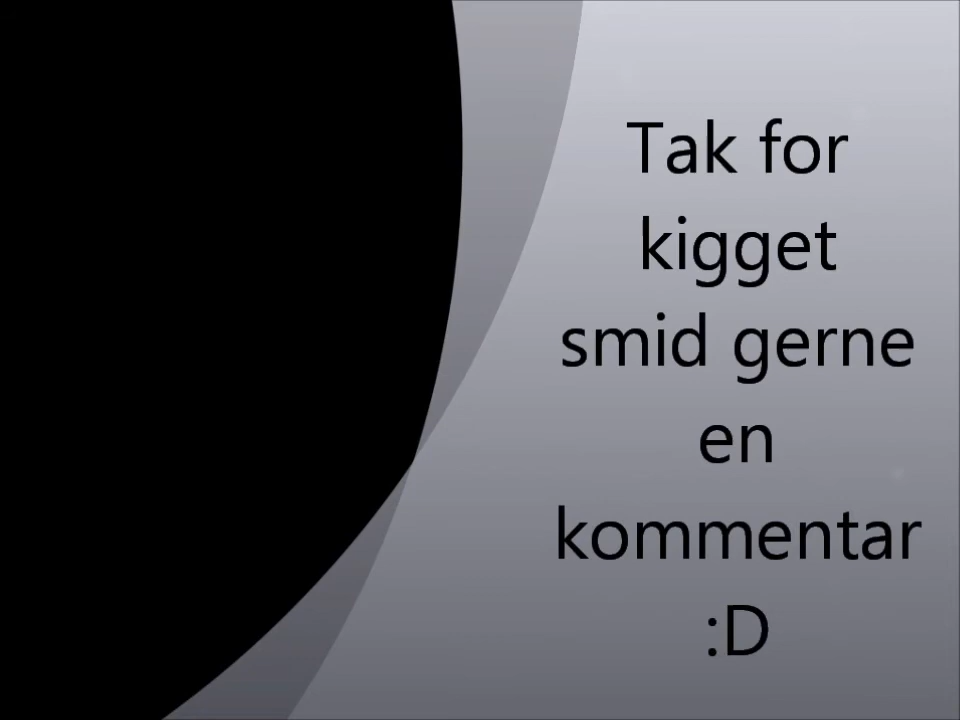 Tak for
kigget
smid gerne
en
kommentar
:D